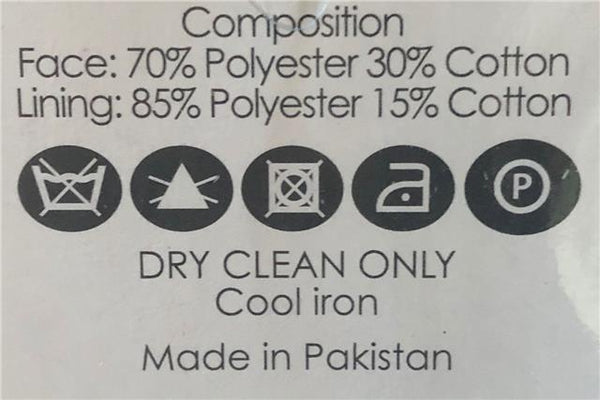 Composition
Face: 70% Polyester 30% Cotton
Lining: 85% Polyester 15% Cotton
P
DRY CLEAN ONLY
Cool iron
Made in Pakistan